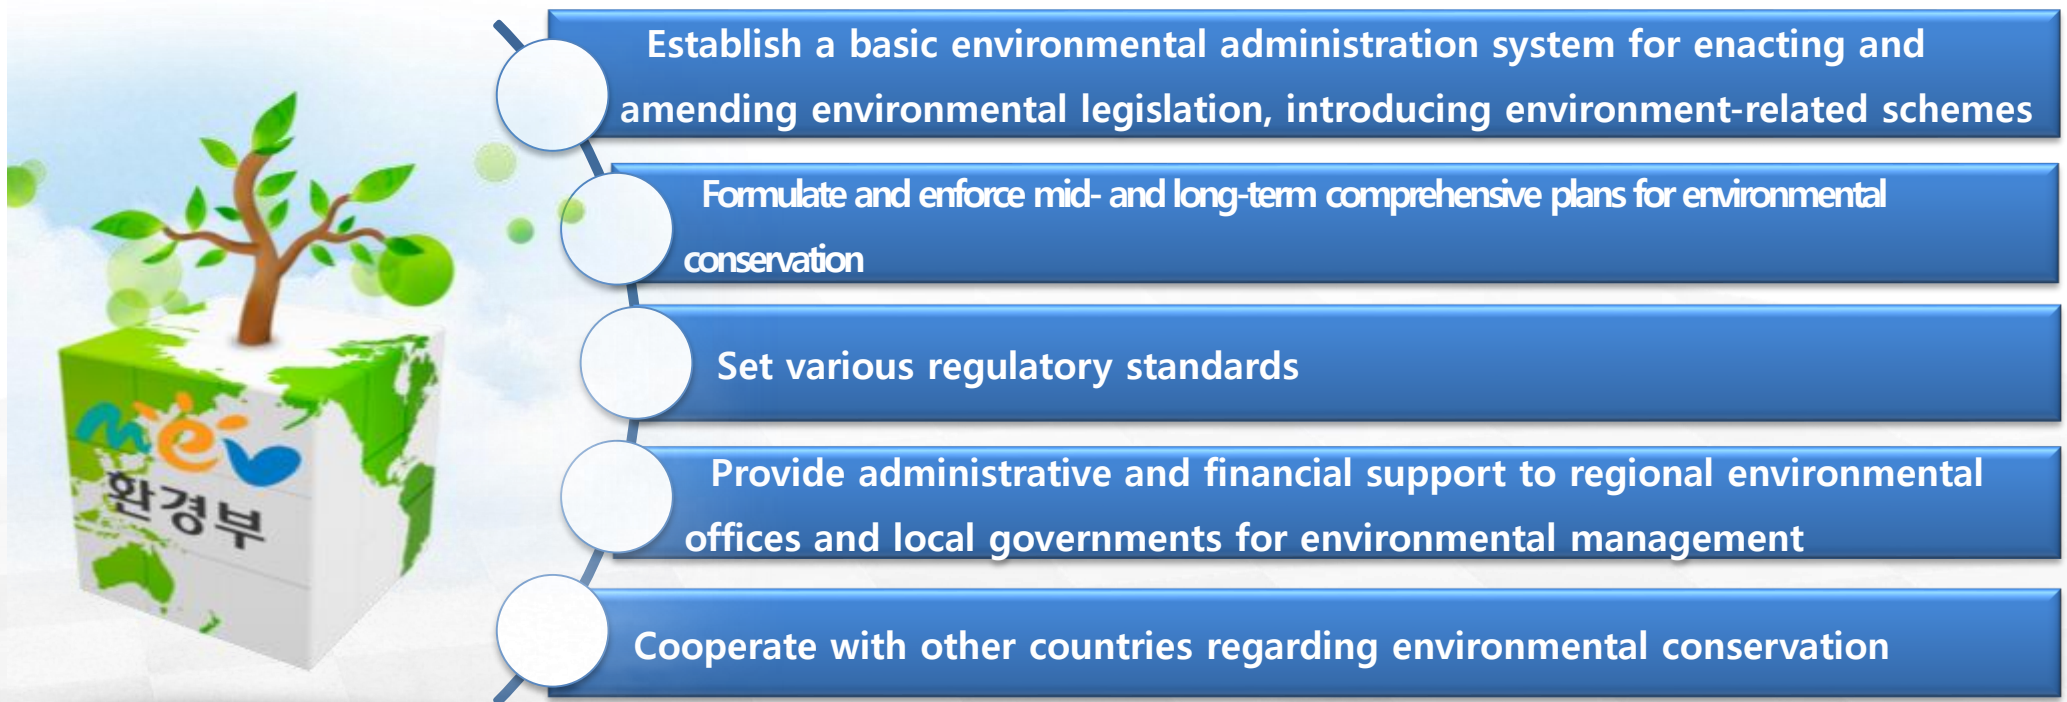 Establish a basic environmental administration system for enacting and
amending environmental legislation, introducing environment-related schemes
Formulate and enforce mid- and long-term comprehensive plans for environmental
conservation
Set various regulatory standards
Provide administrative and financial support to regional environmental
offices and local governments for environmental management
Cooperate with other countries regarding environmental conservation
mev
환경부